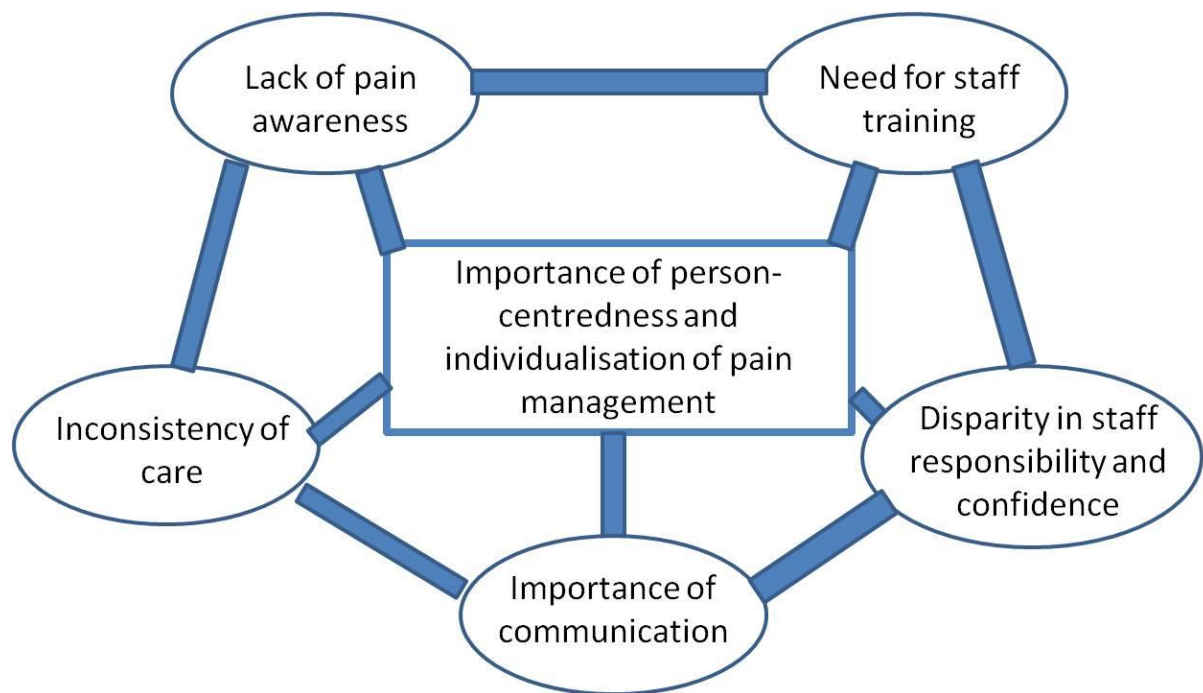 Lack of pain
awareness
Need for staff
training
Importance of person-
centredness and
individualisation of pain
management
Inconsistency of
care
Disparity in staff
responsibility and
confidence
Importance of
communication